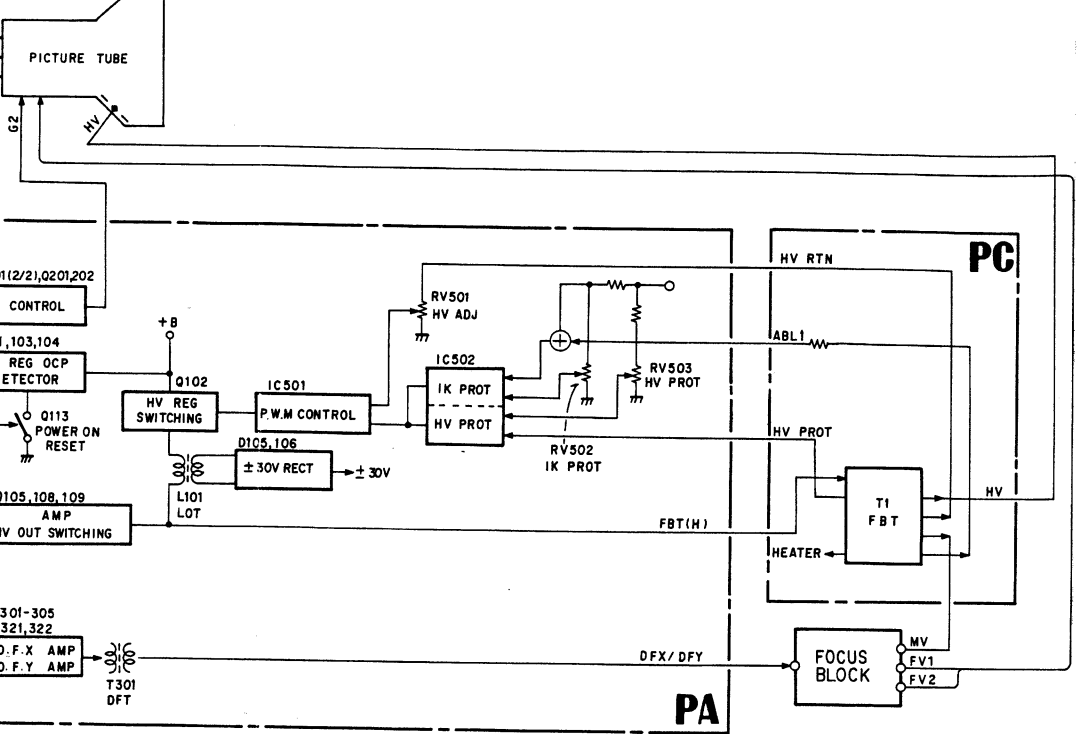 PICTURE TUBE
G2
HV
HV RTN
PC
1(2/2),Q201,202
CONTROL
RV501
HV ADJ
+B
ABL1
1,103,104
REG OCP
ETECTOR
Q102
IC501
IC502
RV503
HV PROT
HV REG
SWITCHING
P.W.M CONTROL
IK PROT
HV PROT
Q113
POWER ON
RESET
D105,106
±30V RECT
±30V
RV502
IK PROT
HV PROT
L101
LOT
T1
FBT
HV
105,108,109
AMP
V OUT SWITCHING
FBT(H)
HEATER
301-305
321,322
D.F.X AMP
D.F.Y AMP
T301
DFT
DFX/DFY
FOCUS
BLOCK
MV
FV1
FV2
PA